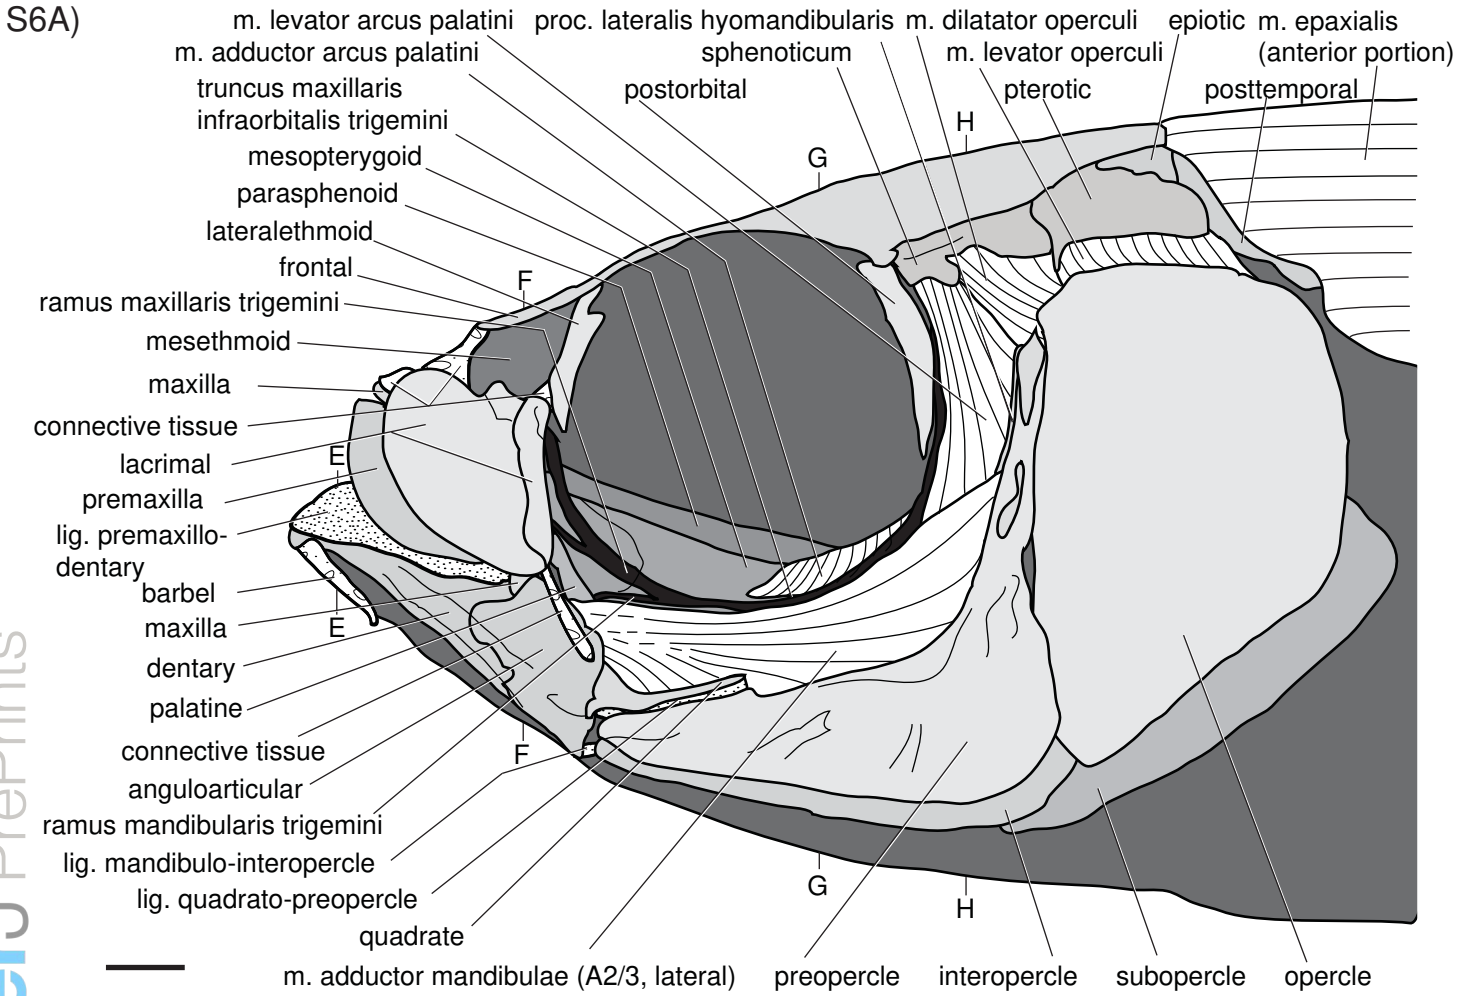 S6A)
m. levator arcus palatini
proc. lateralis hyomandibularis
m. dilatator operculi
epiotic
m. epaxialis
(anterior portion)
m. adductor arcus palatini
sphenoticum
m. levator operculi
truncus maxillaris
infraorbitalis trigemini
postorbital
pterotic
posttemporal
H
G
mesopterygoid
parasphenoid
lateralethmoid
frontal
F
ramus maxillaris trigemini
mesethmoid
maxilla
connective tissue
lacrimal
E
premaxilla
lig. premaxillo-
dentary
barbel
maxilla
E
dentary
palatine
connective tissue
F
anguloarticular
ramus mandibularis trigemini
lig. mandibulo-interopercle
lig. quadrato-preopercle
quadrate
G
H
m. adductor mandibulae (A2/3, lateral)
preopercle
interopercle
subopercle
opercle
PrePrints